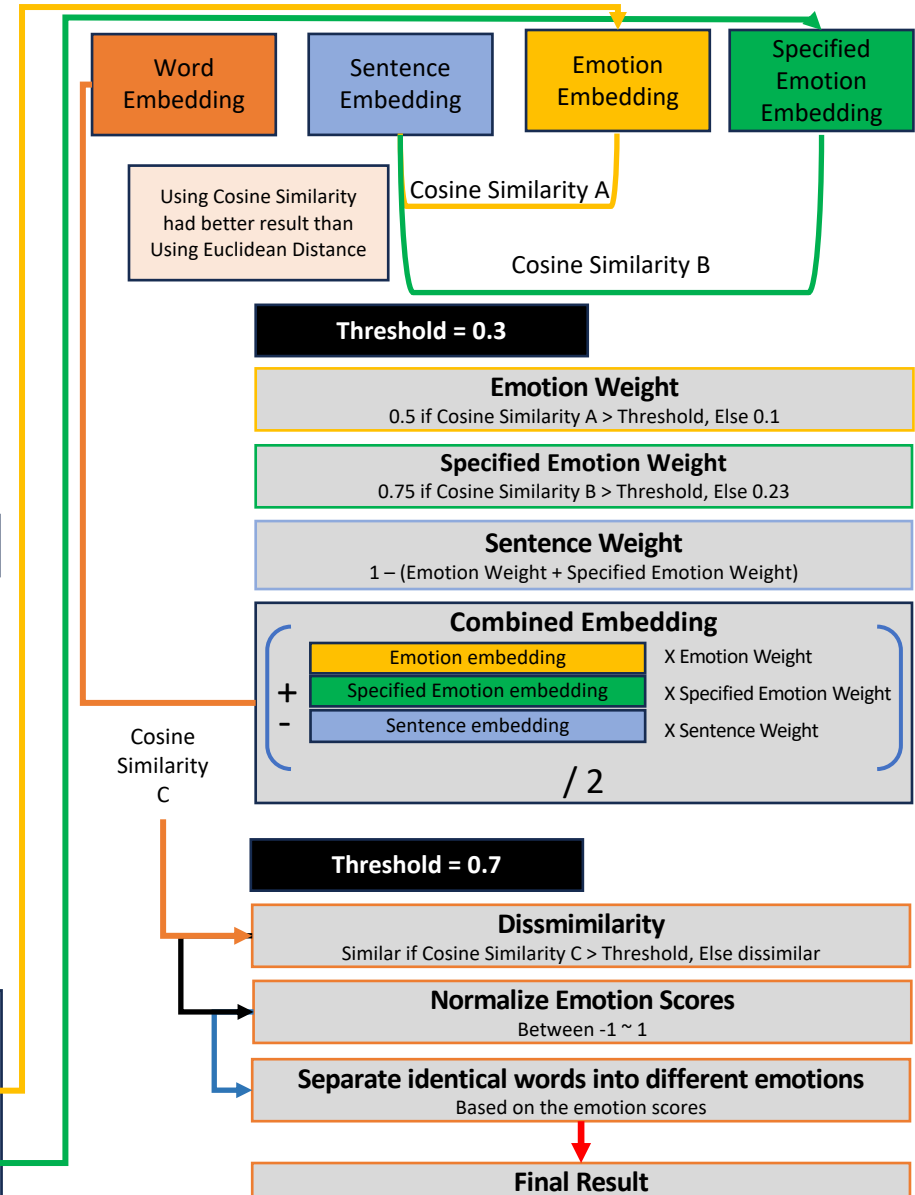 Word
Embedding
Sentence
Embedding
Emotion
Embedding
Specified
Emotion
Embedding
Using Cosine Similarity
had better result than
Using Euclidean Distance
Cosine Similarity A
Cosine Similarity B
Threshold = 0.3
Emotion Weight
0.5 if Cosine Similarity A > Threshold, Else 0.1
Specified Emotion Weight
0.75 if Cosine Similarity B > Threshold, Else 0.23
Sentence Weight
1 – (Emotion Weight + Specified Emotion Weight)
Combined Embedding
Emotion embedding X Emotion Weight
+ Specified Emotion embedding X Specified Emotion Weight
- Sentence embedding X Sentence Weight
/ 2
Cosine
Similarity
C
Threshold = 0.7
Dissmimilarity
Similar if Cosine Similarity C > Threshold, Else dissimilar
Normalize Emotion Scores
Between -1 ~ 1
Separate identical words into different emotions
Based on the emotion scores
Final Result